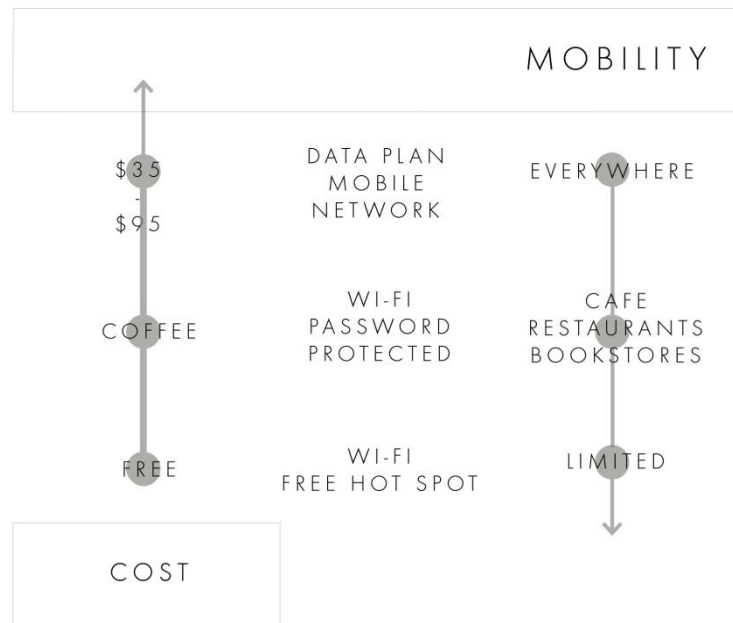 MOBILITY
$35
-
$95
DATA PLAN
MOBILE
NETWORK
EVERYWHERE
COFFEE
WI-FI
PASSWORD
PROTECTED
CAFE
RESTAURANTS
BOOKSTORES
FREE
WI-FI
FREE HOT SPOT
LIMITED
COST